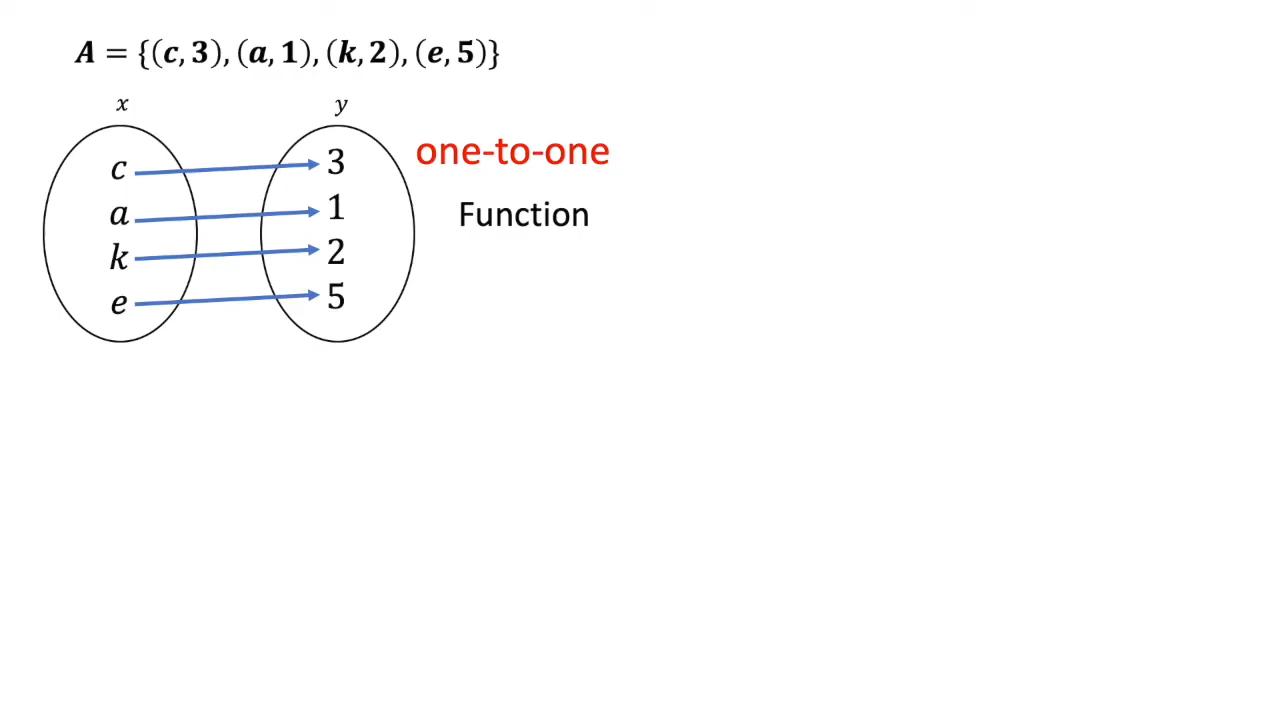 A = {(c, 3), (a, 1), (k, 2), (e, 5)}
x y
c 3 one-to-one
a 1 Function
k 2
e 5